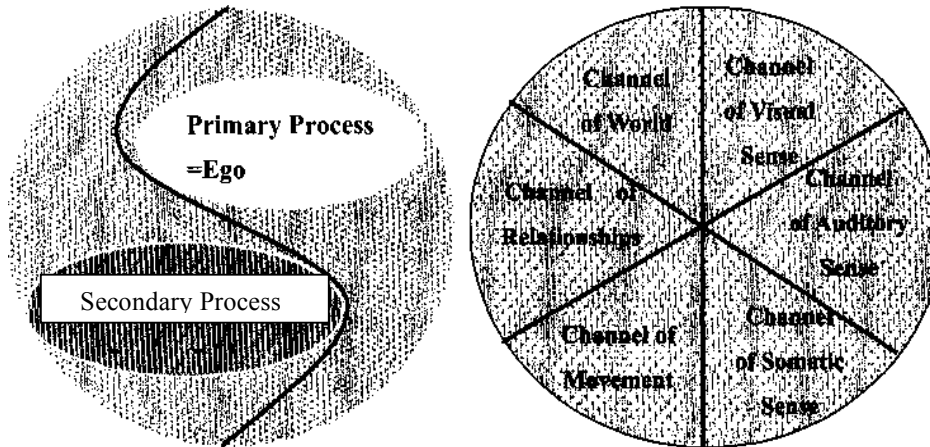 Primary Process
=Ego
Secondary Process
Channel
of World
Channel
of Visual
Sense
Channel
of Auditory
Sense
Channel
of Somatic
Sense
Channel of
Movement
Channel of
Relationships